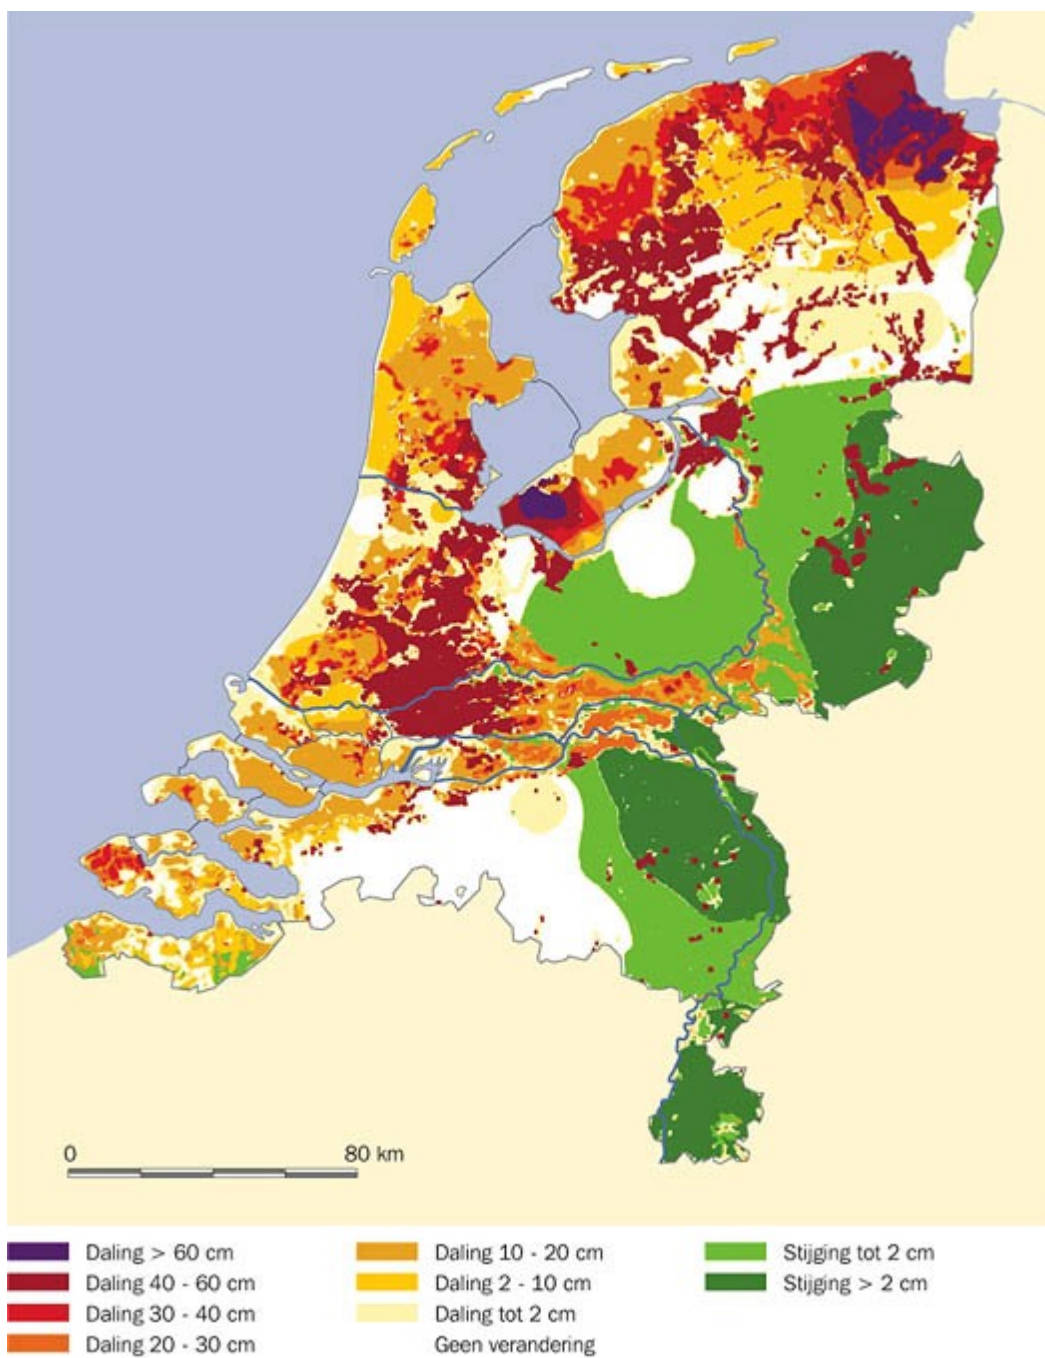 0 80 km
Daling > 60 cm
Daling 40 - 60 cm
Daling 30 - 40 cm
Daling 20 - 30 cm
Daling 10 - 20 cm
Daling 2 - 10 cm
Daling tot 2 cm
Geen verandering
Stijging tot 2 cm
Stijging > 2 cm